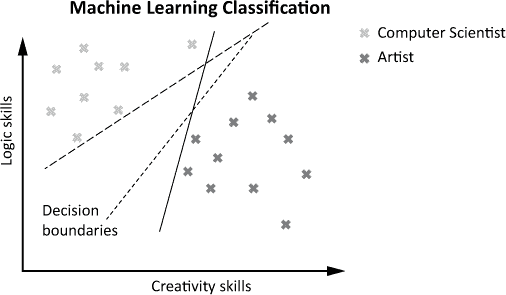 Machine Learning Classification
Computer Scientist
Artist
Logic skills
Decision
boundaries
Creativity skills